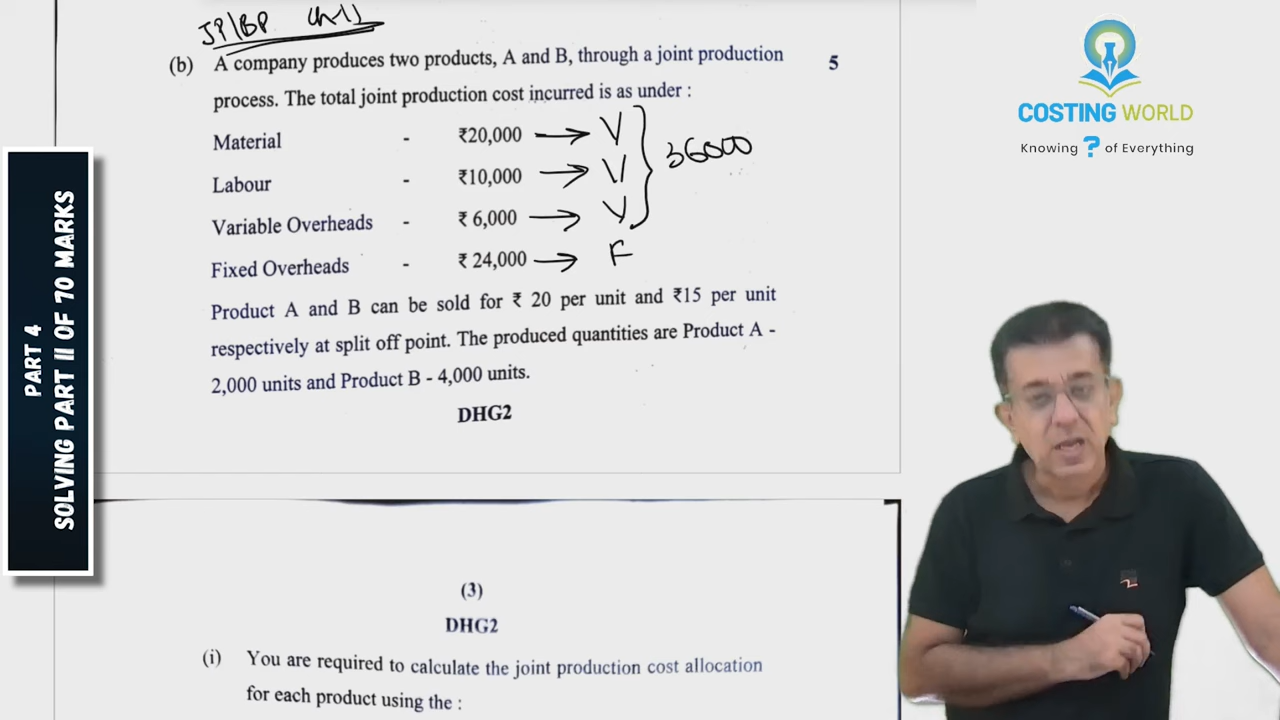 JP/BP Ch-11
(b) A company produces two products, A and B, through a joint production 5
process. The total joint production cost incurred is as under :
Material - ₹20,000 → V
Labour - ₹10,000 → V
Variable Overheads - ₹ 6,000 → V
36000
Fixed Overheads - ₹ 24,000 → F
Product A and B can be sold for ₹ 20 per unit and ₹15 per unit
respectively at split off point. The produced quantities are Product A -
2,000 units and Product B - 4,000 units.
DHG2
(3)
DHG2
(i) You are required to calculate the joint production cost allocation
for each product using the :
PART 4
SOLVING PART II OF 70 MARKS
COSTING WORLD
Knowing ? of Everything